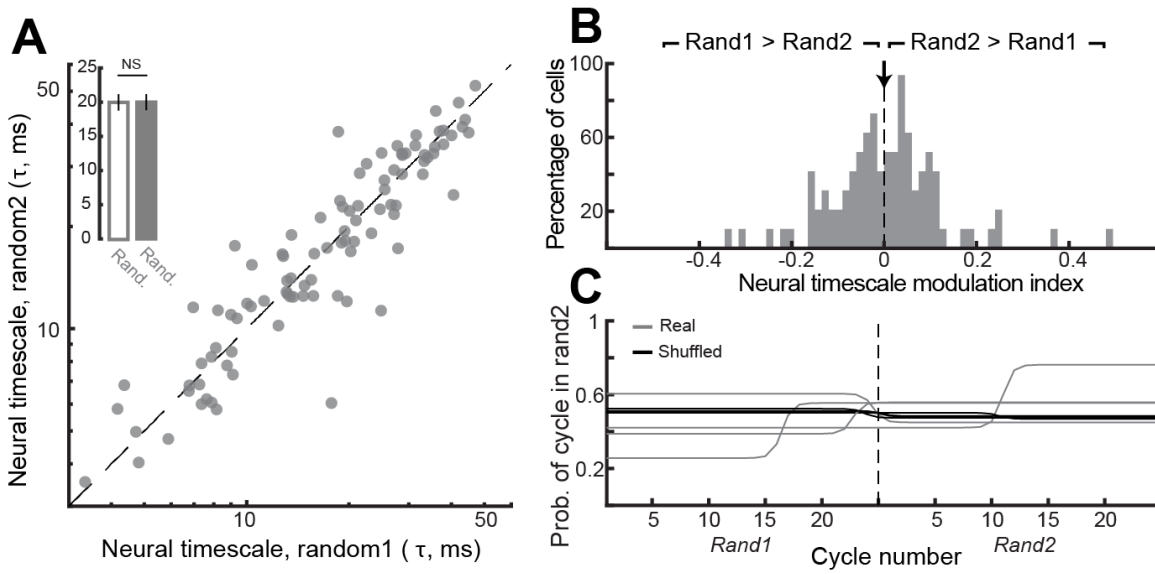 A
Neural timescale, random2 (τ, ms)
50
10
25
20
15
10
5
0
NS
Rand.
Rand.
10
50
Neural timescale, random1 (τ, ms)
B
Rand1 > Rand2
Rand2 > Rand1
Percentage of cells
100
60
20
-0.4
-0.2
0
0.2
0.4
Neural timescale modulation index
C
Prob. of cycle in rand2
1
0.6
0.2
Real
Shuffled
5
10
15
20
5
10
15
20
Rand1
Cycle number
Rand2